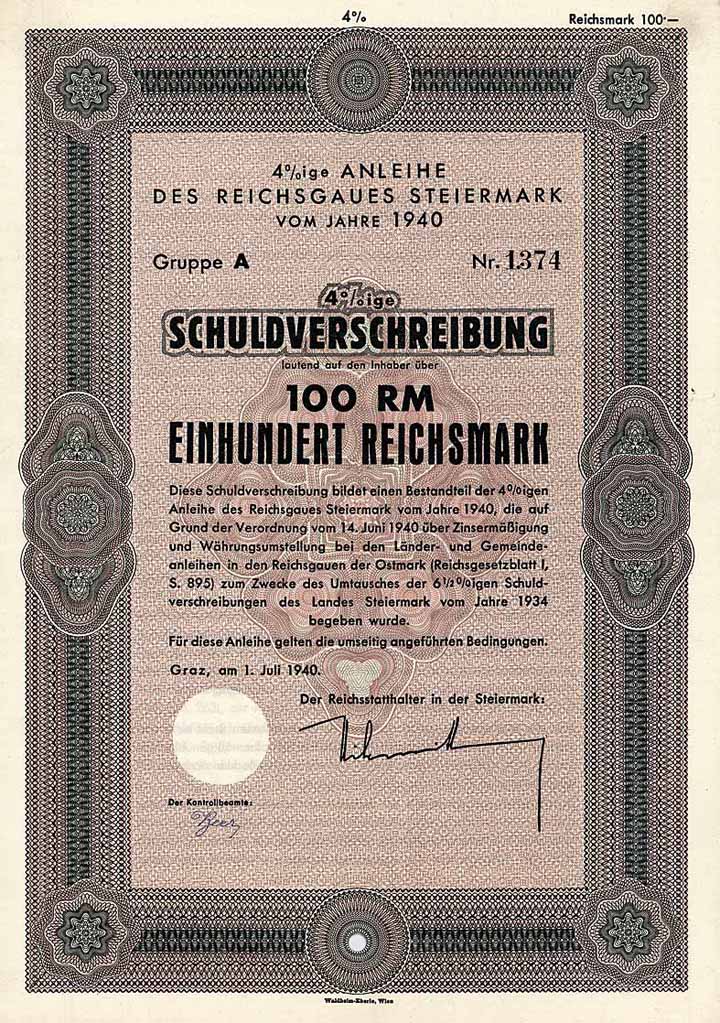 4%
Reichsmark 100·—
4%ige ANLEIHE
DES REICHSGAUES STEIERMARK
VOM JAHRE 1940
Gruppe A
Nr. 1374
4%ige
SCHULDVERSCHREIBUNG
lautend auf den Inhaber über
100 RM
EINHUNDERT REICHSMARK
Diese Schuldverschreibung bildet einen Bestandteil der 4%igen
Anleihe des Reichsgaues Steiermark vom Jahre 1940, die auf
Grund der Verordnung vom 14. Juni 1940 über Zinsermäßigung
und Währungsumstellung bei den Länder- und Gemeinde-
anleihen in den Reichsgauen der Ostmark (Reichsgesetzblatt I,
S. 895) zum Zwecke des Umtausches der 6½%igen Schuld-
verschreibungen des Landes Steiermark vom Jahre 1934
begeben wurde.
Für diese Anleihe gelten die umseitig angeführten Bedingungen.
Graz, am 1. Juli 1940.
Der Reichsstatthalter in der Steiermark:
Der Kontrollbeamte:
Waldheim-Eberle, Wien